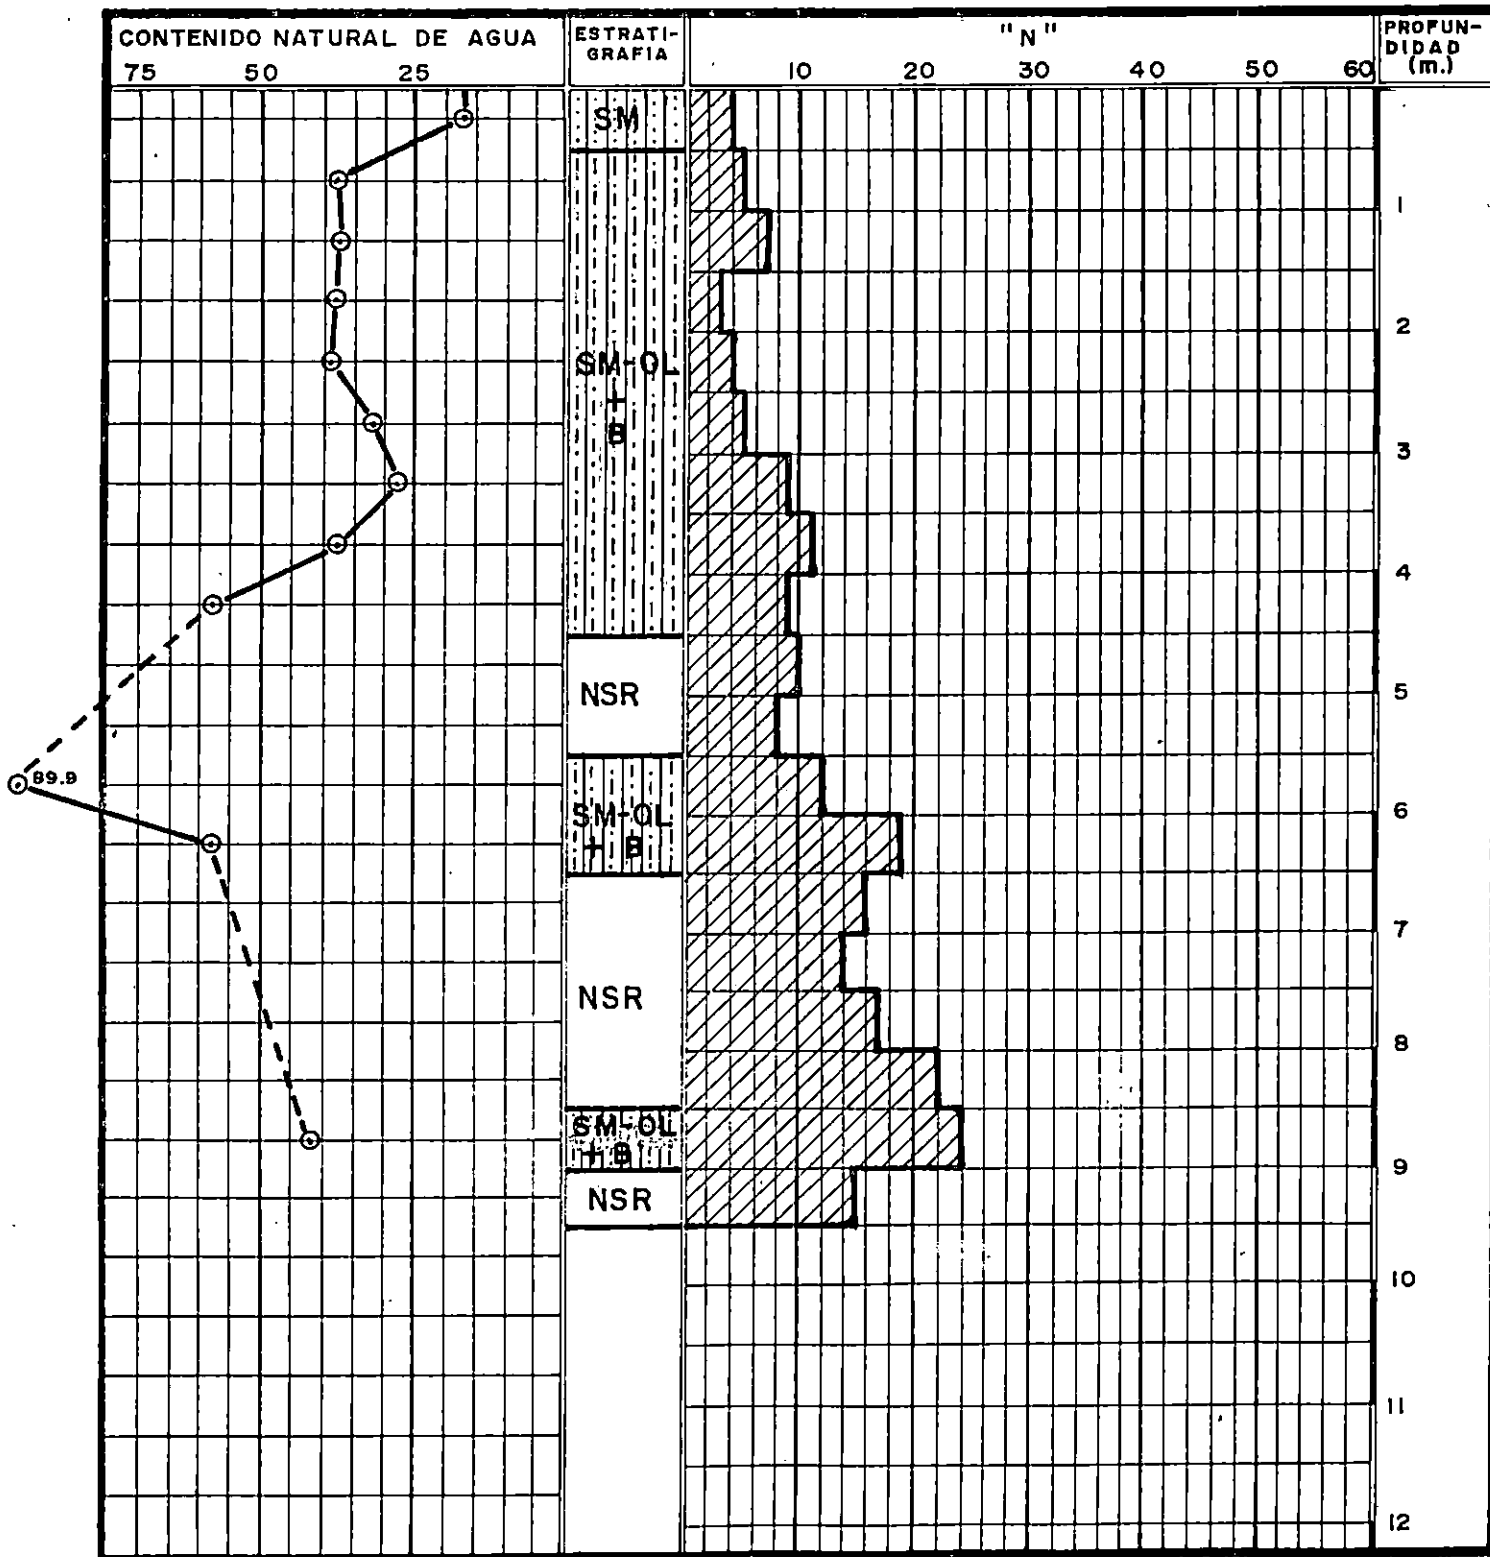 CONTENIDO NATURAL DE AGUA
75 50 25
ESTRATI-
GRAFIA
"N"
10 20 30 40 50 60
PROFUN-
DIDAD
(m.)
SM
1
2
SM-OL
+
B
3
4
NSR
5
89.9
SM-OL
+ B
6
7
NSR
8
SM-OL
+ B
9
NSR
10
11
12